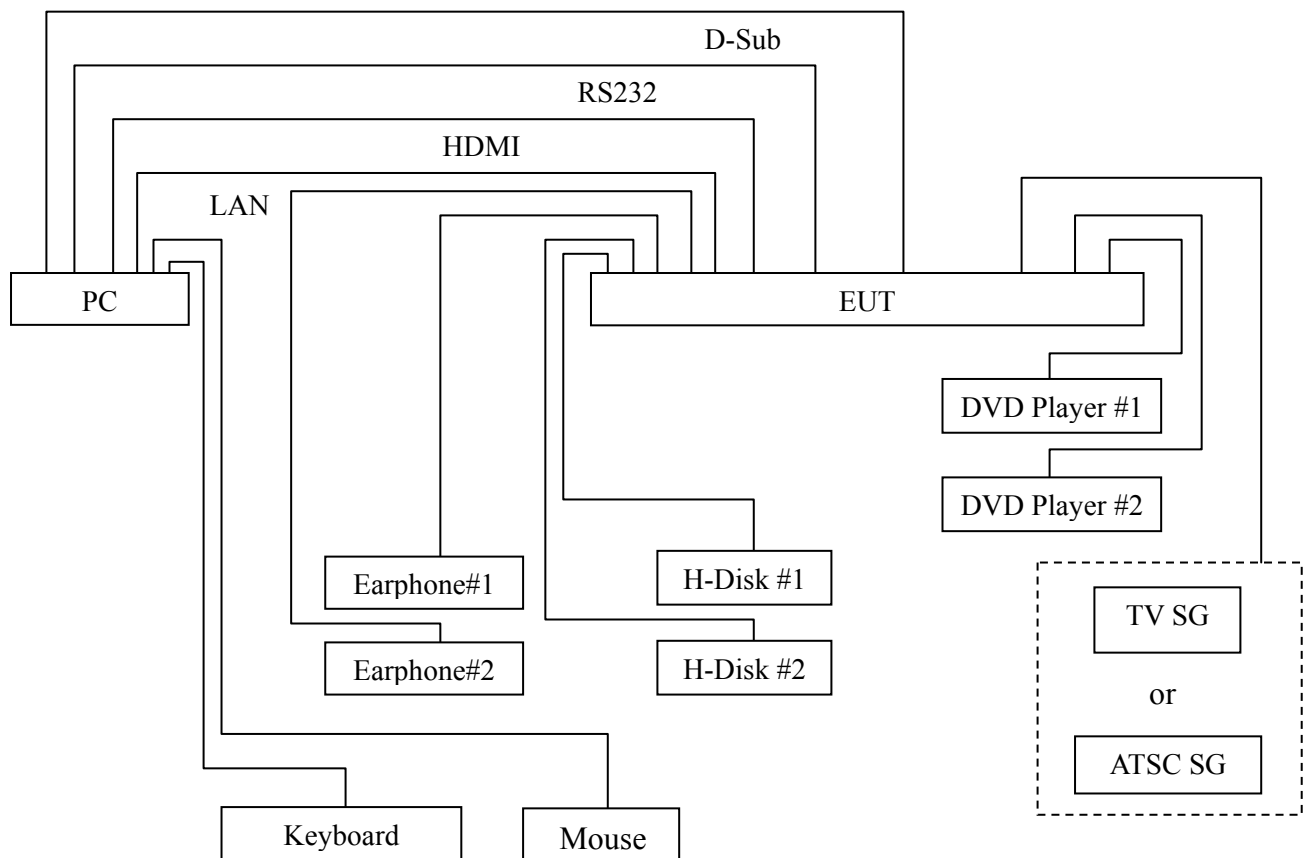 D-Sub
RS232
HDMI
LAN
PC
EUT
DVD Player #1
DVD Player #2
Earphone#1
H-Disk #1
TV SG
Earphone#2
H-Disk #2
or
ATSC SG
Keyboard
Mouse